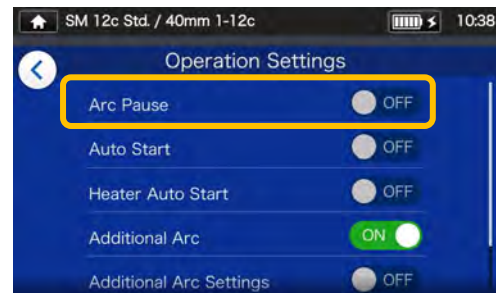 SM 12c Std. / 40mm 1-12c 10:38
Operation Settings
Arc Pause OFF
Auto Start OFF
Heater Auto Start OFF
Additional Arc ON
Additional Arc Settings OFF